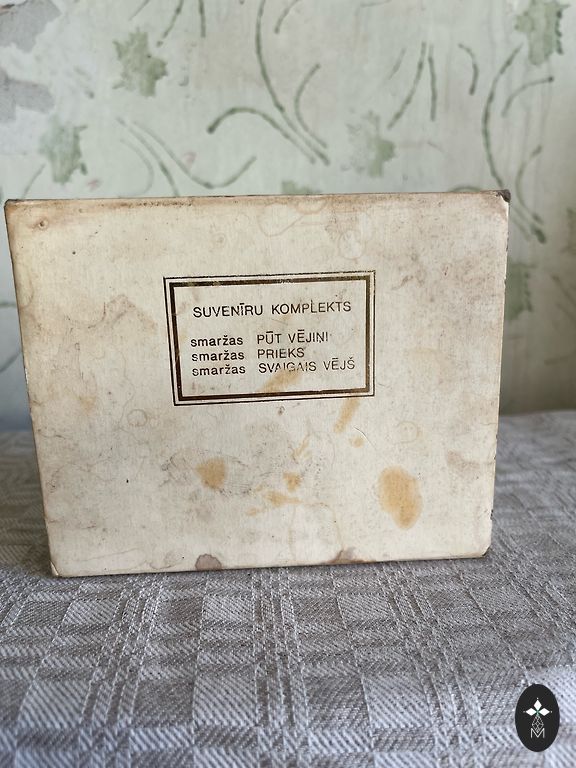 SUVENĪRU KOMPLEKTS
smaržas PŪT VĒJIŅI
smaržas PRIEKS
smaržas SVAIGAIS VĒJŠ